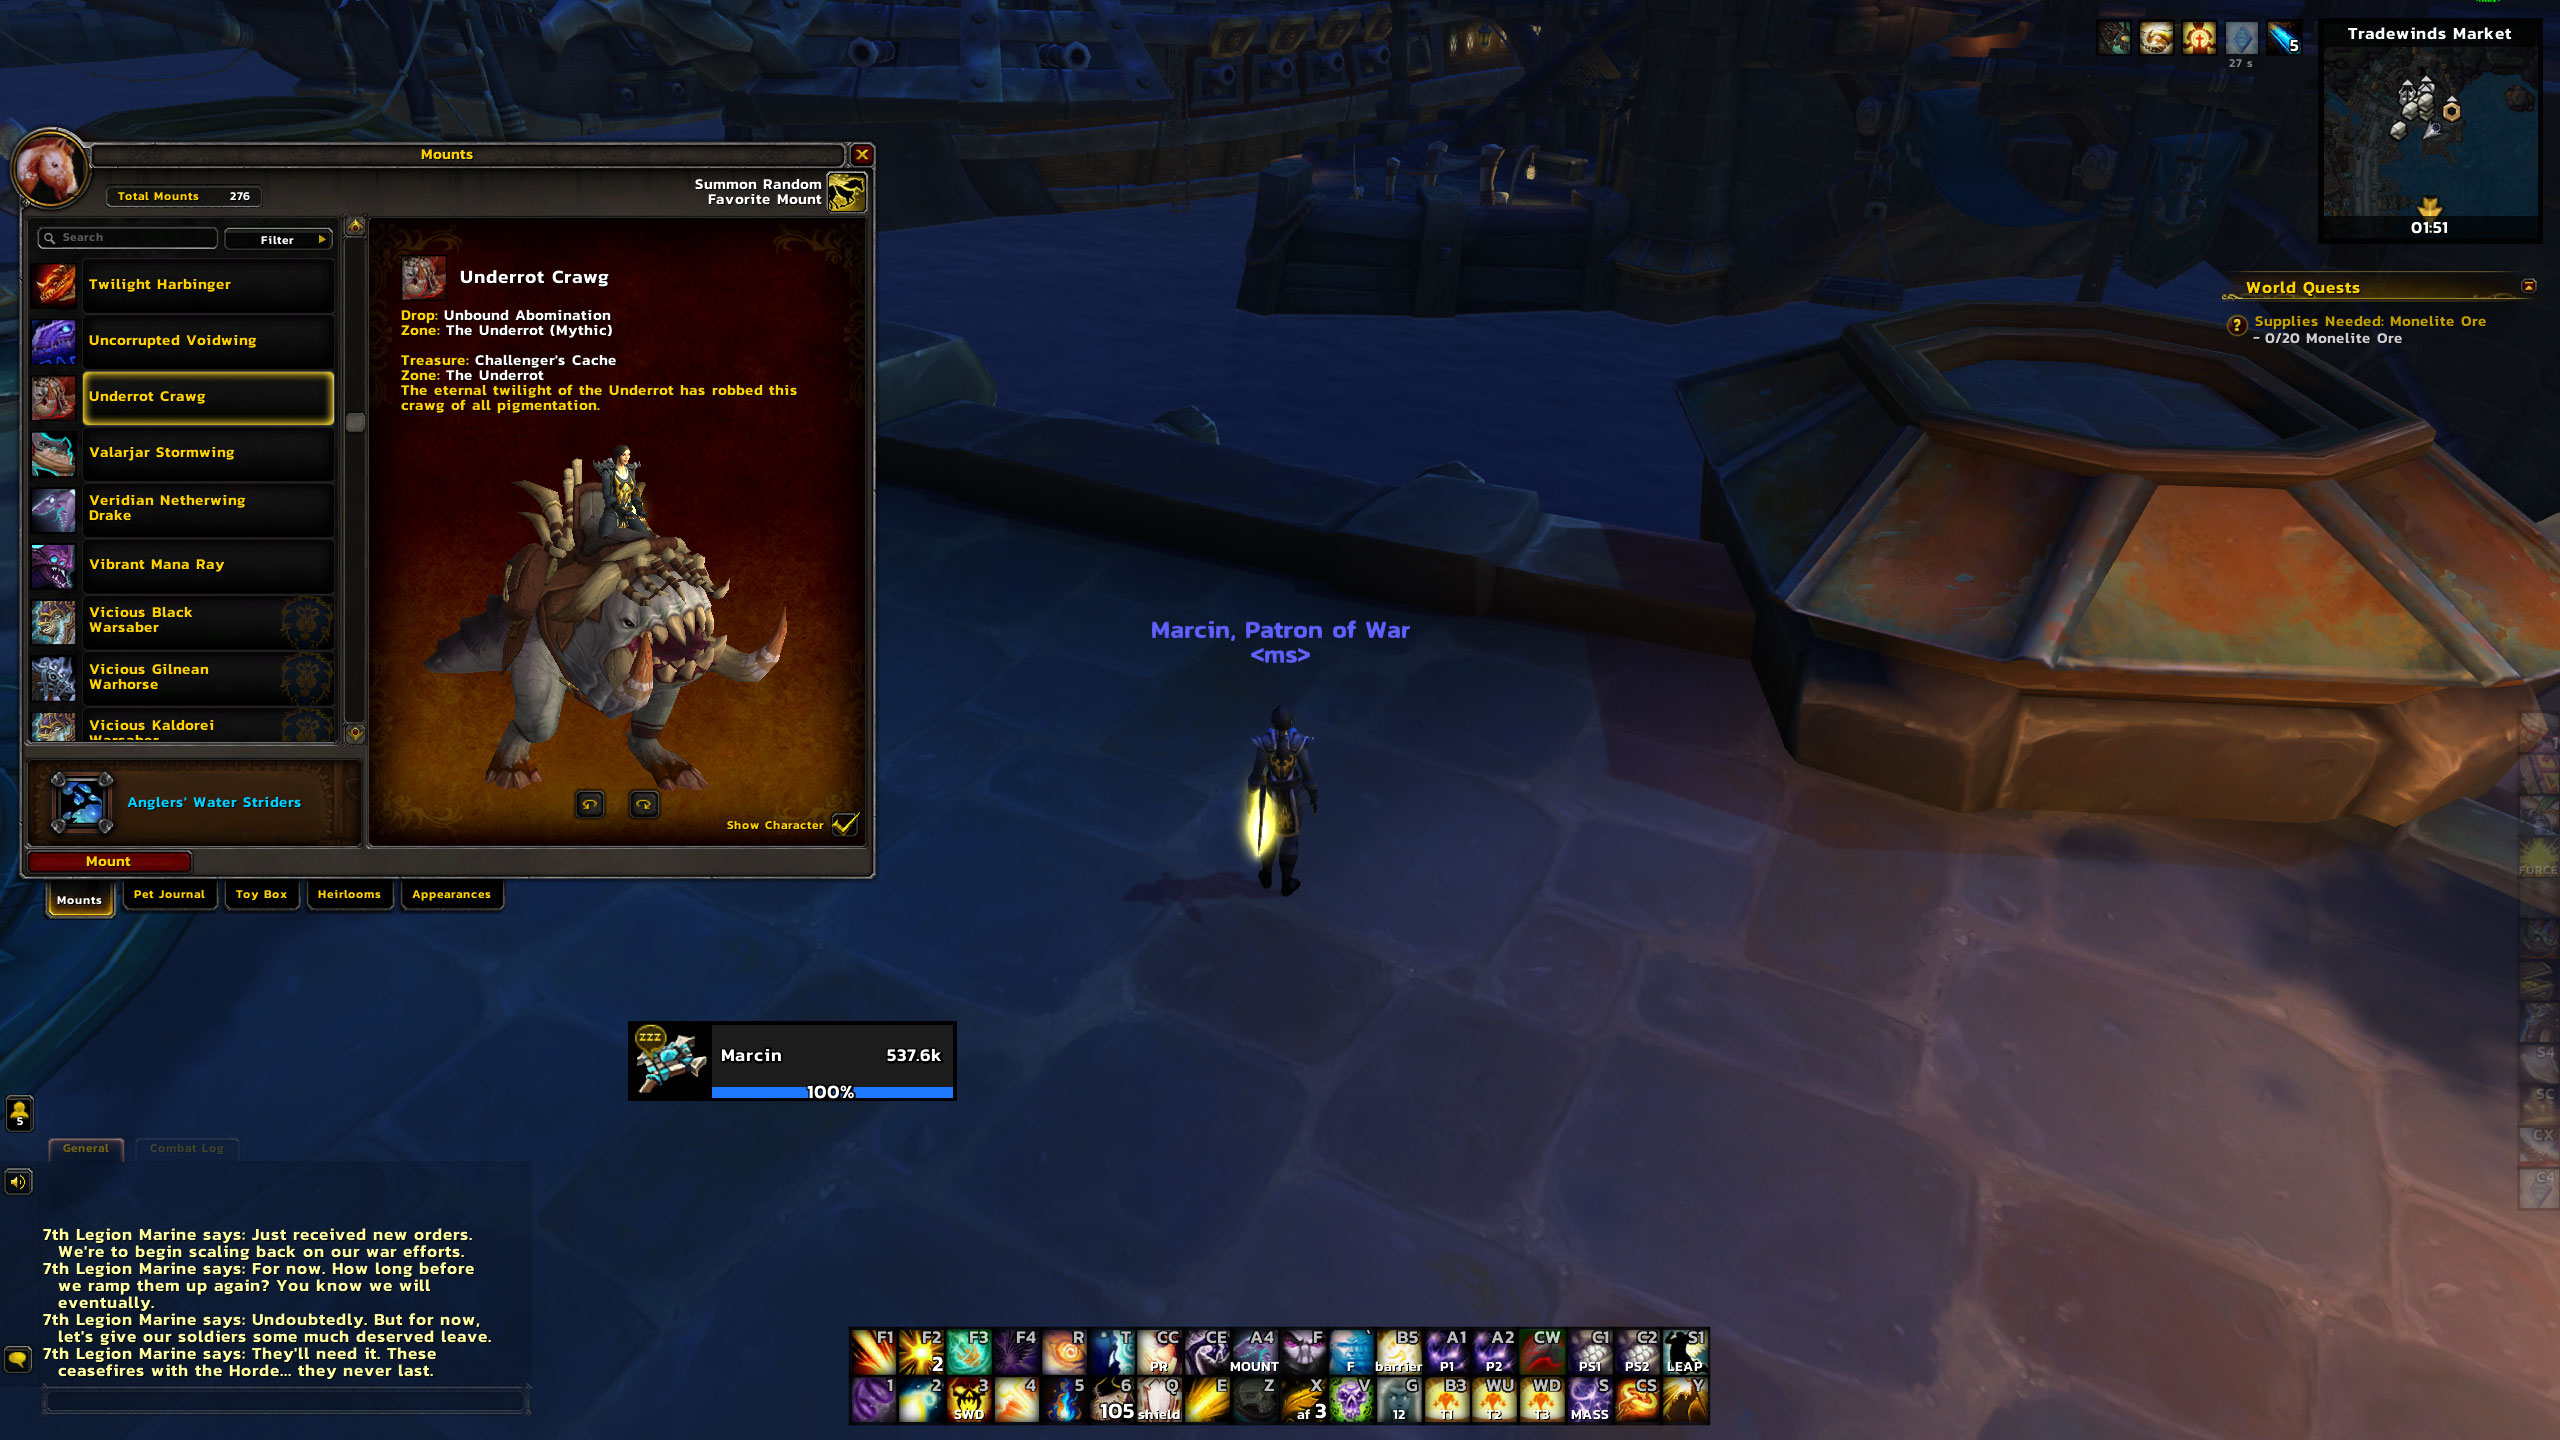 Mounts
Total Mounts 276
Summon Random
Favorite Mount
Search
Filter
Twilight Harbinger
Uncorrupted Voidwing
Underrot Crawg
Valarjar Stormwing
Veridian Netherwing
Drake
Vibrant Mana Ray
Vicious Black
Warsaber
Vicious Gilnean
Warhorse
Vicious Kaldorei
Warsaber
Anglers' Water Striders
Mount
Underrot Crawg
Drop: Unbound Abomination
Zone: The Underrot (Mythic)
Treasure: Challenger's Cache
Zone: The Underrot
The eternal twilight of the Underrot has robbed this
crawg of all pigmentation.
Show Character
Mounts
Pet Journal
Toy Box
Heirlooms
Appearances
5
27 s
Tradewinds Market
01:51
World Quests
? Supplies Needed: Monelite Ore
- 0/20 Monelite Ore
Marcin, Patron of War
<ms>
zzz
Marcin 537.6k
100%
5
General
Combat Log
7th Legion Marine says: Just received new orders.
We're to begin scaling back on our war efforts.
7th Legion Marine says: For now. How long before
we ramp them up again? You know we will
eventually.
7th Legion Marine says: Undoubtedly. But for now,
let's give our soldiers some much deserved leave.
7th Legion Marine says: They'll need it. These
ceasefires with the Horde... they never last.
F1 F2 F3 F4 R T CC CE A4 F B5 A1 A2 CW C1 C2 S1
2 PR MOUNT F barrier P1 P2 PS1 PS2 LEAP
1 2 3 4 5 6 Q E Z X V G B3 WU WD S CS Y
SWD 105 shield af 3 12 T1 T2 T3 MASS
FORCE
S4
SC
CX
C4